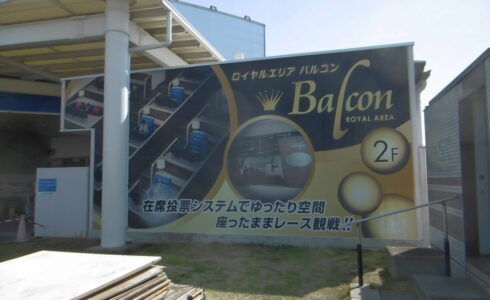 ロイヤルエリア バルコン
Balcon
ROYAL AREA
2F
在席投票システムでゆったり空間
座ったままレース観戦!!